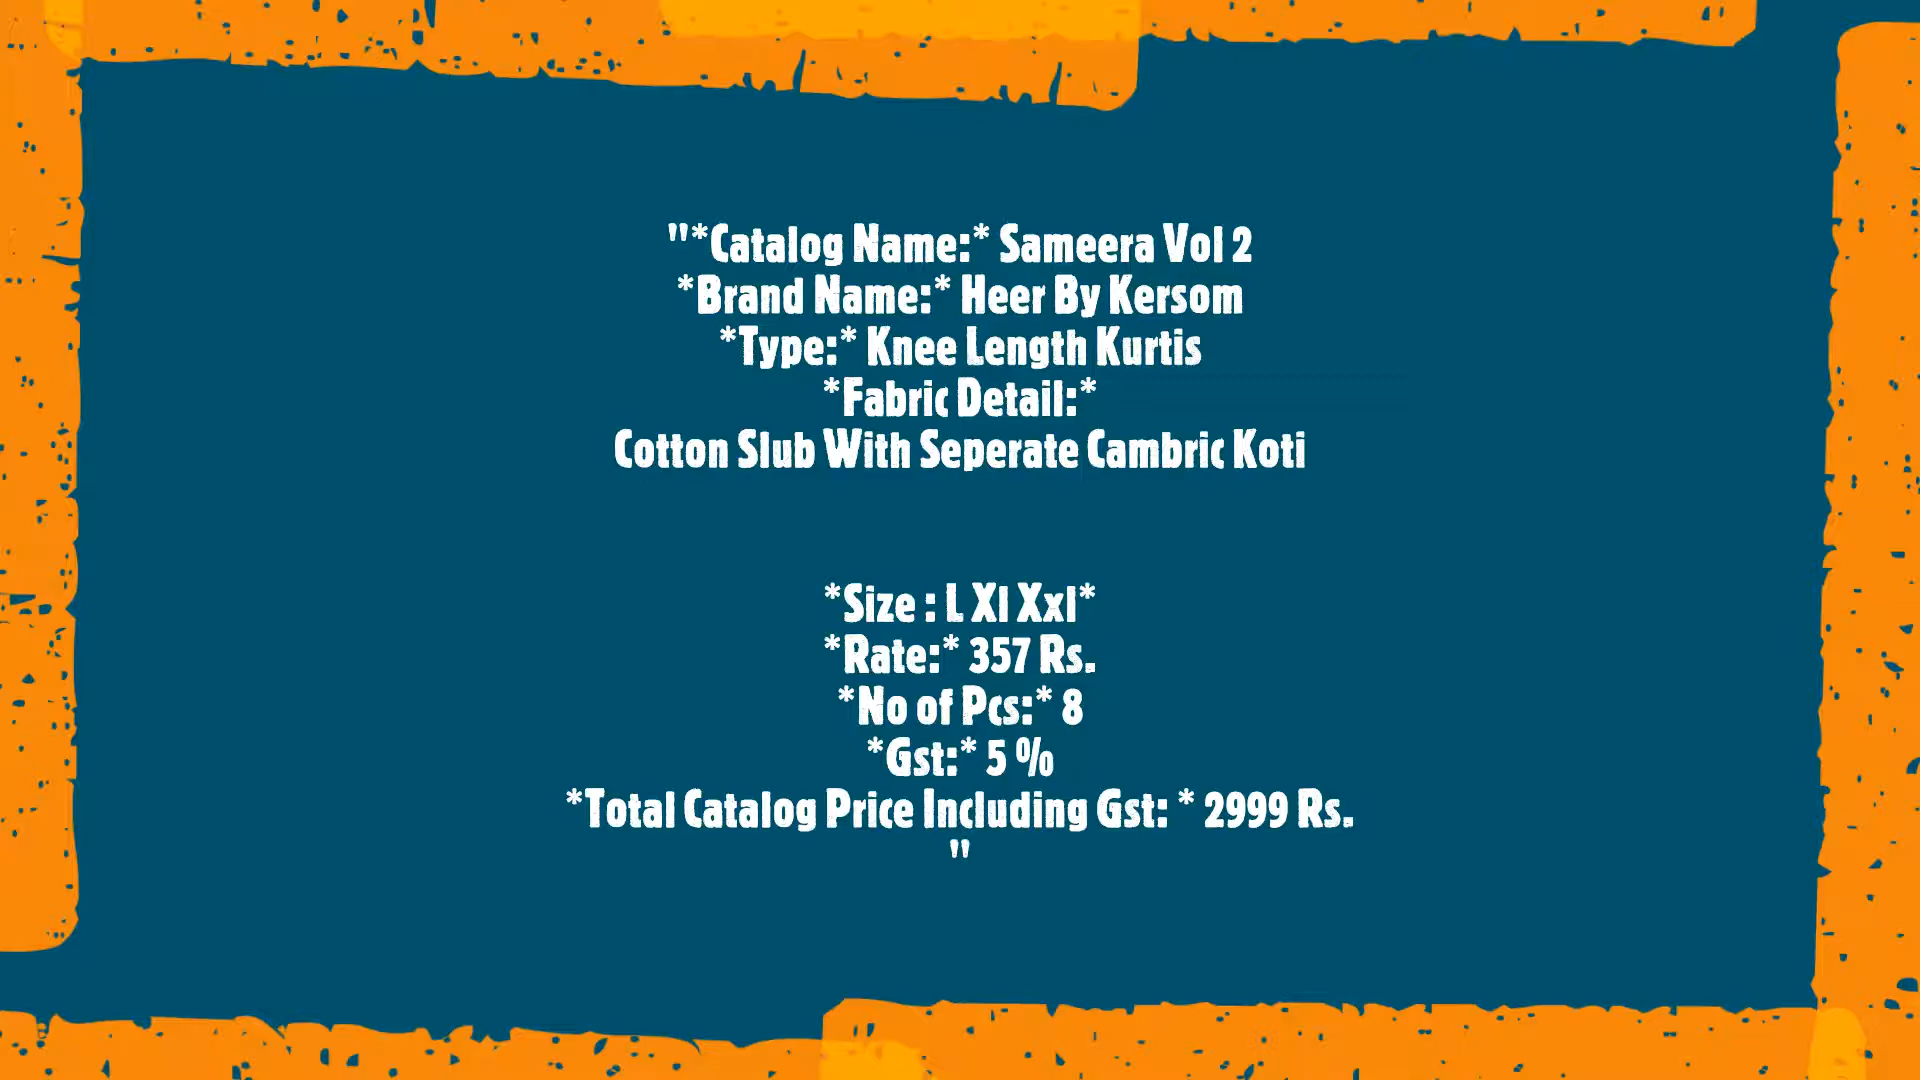 "*Catalog Name:* Sameera Vol 2
*Brand Name:* Heer By Kersom
*Type:* Knee Length Kurtis
*Fabric Detail:*
Cotton Slub With Seperate Cambric Koti
*Size : L Xl Xxl*
*Rate:* 357 Rs.
*No of Pcs:* 8
*Gst:* 5 %
*Total Catalog Price Including Gst: * 2999 Rs.
"